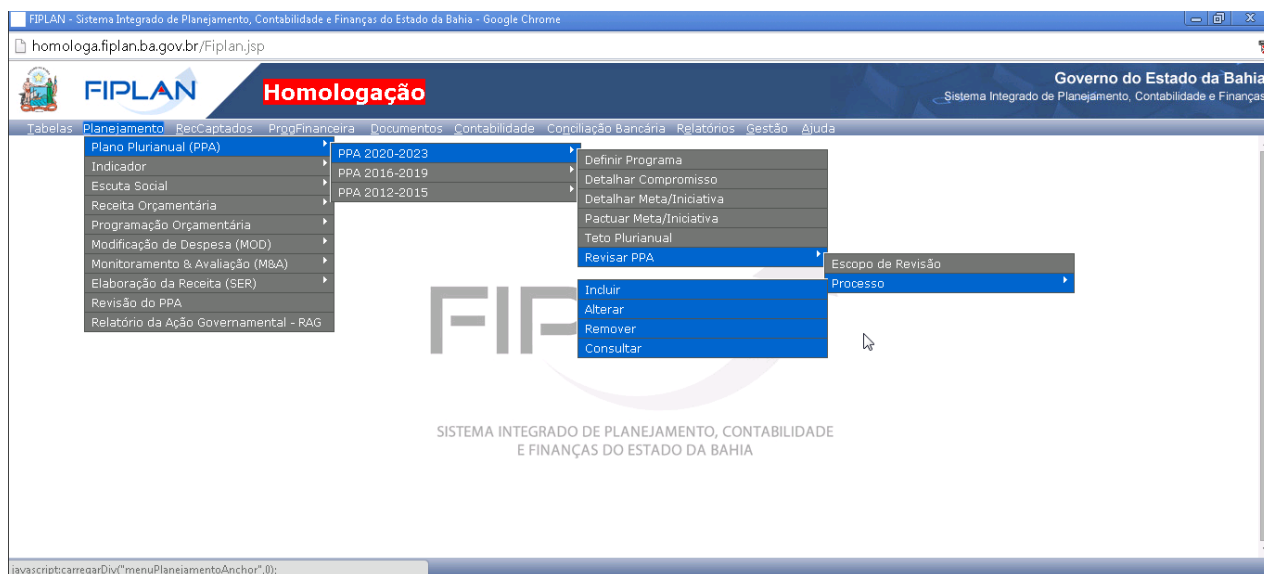 FIPLAN - Sistema Integrado de Planejamento, Contabilidade e Finanças do Estado da Bahia - Google Chrome
homologa.fiplan.ba.gov.br/Fiplan.jsp
FIPLAN
Homologação
Governo do Estado da Bahia
Sistema Integrado de Planejamento, Contabilidade e Finanças
Tabelas Planejamento RecCaptados ProgFinanceira Documentos Contabilidade Conciliação Bancária Relatórios Gestão Ajuda
Plano Plurianual (PPA)
Indicador
Escuta Social
Receita Orçamentária
Programação Orçamentária
Modificação de Despesa (MOD)
Monitoramento & Avaliação (M&A)
Elaboração da Receita (SER)
Revisão do PPA
Relatório da Ação Governamental - RAG
PPA 2020-2023
PPA 2016-2019
PPA 2012-2015
Definir Programa
Detalhar Compromisso
Detalhar Meta/Iniciativa
Pactuar Meta/Iniciativa
Teto Plurianual
Revisar PPA
Escopo de Revisão
Processo
Incluir
Alterar
Remover
Consultar
SISTEMA INTEGRADO DE PLANEJAMENTO, CONTABILIDADE
E FINANÇAS DO ESTADO DA BAHIA
javascript:carregarDiv("menuPlanejamentoAnchor",0);